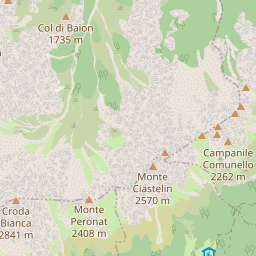 Col di Baion
1735 m
Campanile
Comunello
2262 m
Monte
Ciastelin
2570 m
Croda
Bianca
2841 m
Monte
Peronat
2408 m